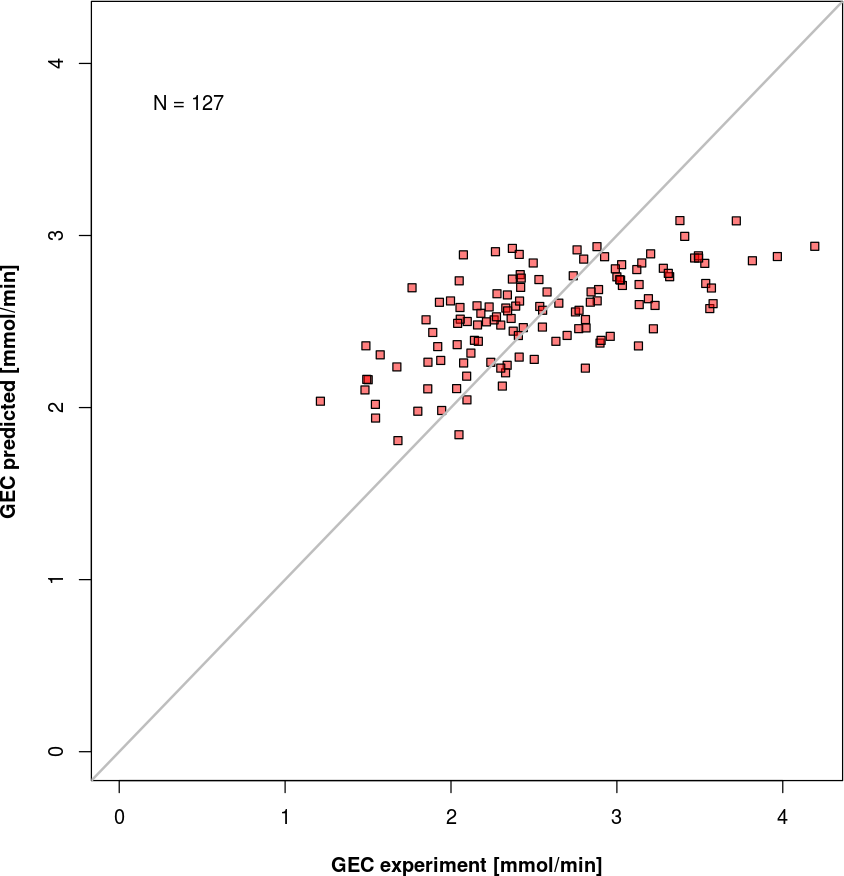 4
N = 127
3
2
1
0
GEC predicted [mmol/min]
0 1 2 3 4
GEC experiment [mmol/min]